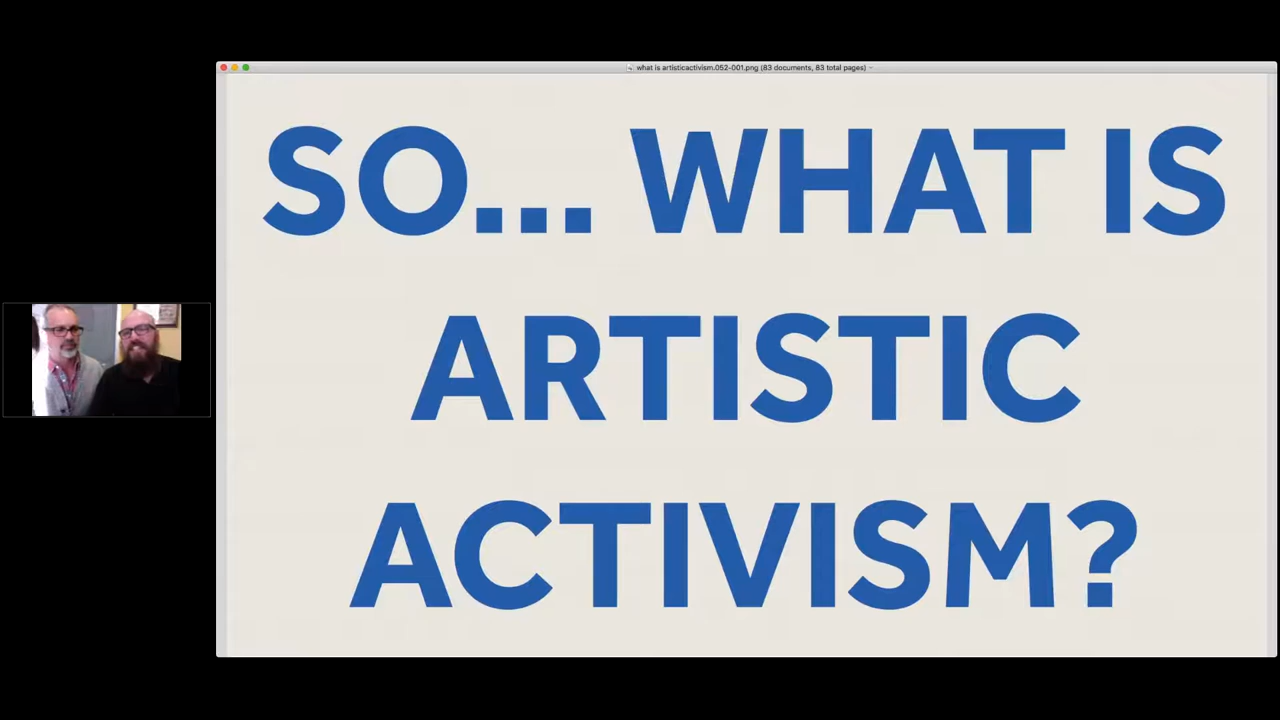 what is artisticactivism.052-001.png (83 documents, 83 total pages)
SO... WHAT IS
ARTISTIC
ACTIVISM?